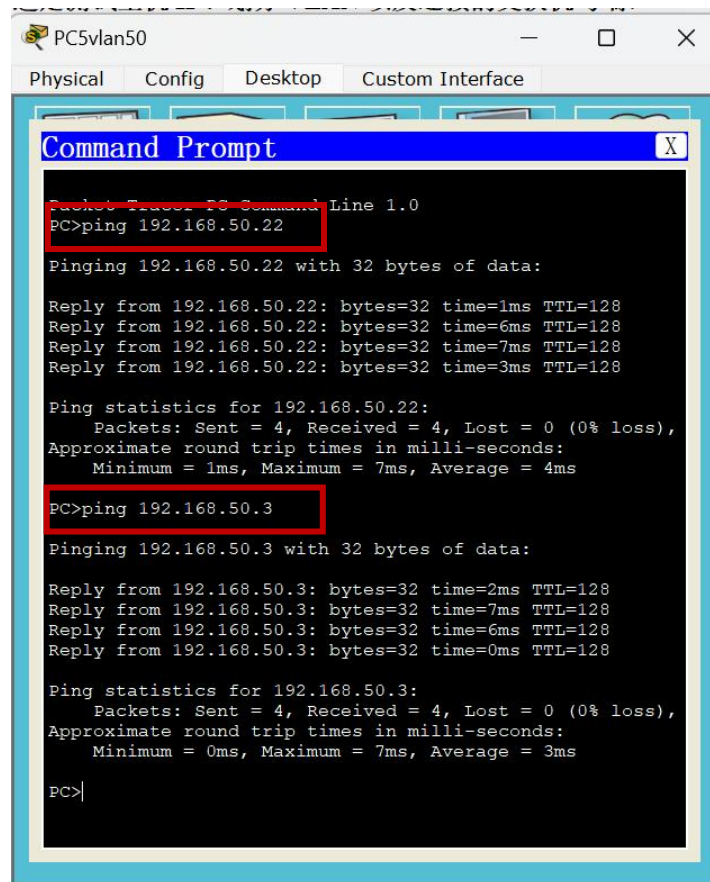 PC5vlan50
Physical Config Desktop Custom Interface
Command Prompt X
Packet Tracer PC Command Line 1.0
PC>ping 192.168.50.22
Pinging 192.168.50.22 with 32 bytes of data:
Reply from 192.168.50.22: bytes=32 time=1ms TTL=128
Reply from 192.168.50.22: bytes=32 time=6ms TTL=128
Reply from 192.168.50.22: bytes=32 time=7ms TTL=128
Reply from 192.168.50.22: bytes=32 time=3ms TTL=128
Ping statistics for 192.168.50.22:
Packets: Sent = 4, Received = 4, Lost = 0 (0% loss),
Approximate round trip times in milli-seconds:
Minimum = 1ms, Maximum = 7ms, Average = 4ms
PC>ping 192.168.50.3
Pinging 192.168.50.3 with 32 bytes of data:
Reply from 192.168.50.3: bytes=32 time=2ms TTL=128
Reply from 192.168.50.3: bytes=32 time=7ms TTL=128
Reply from 192.168.50.3: bytes=32 time=6ms TTL=128
Reply from 192.168.50.3: bytes=32 time=0ms TTL=128
Ping statistics for 192.168.50.3:
Packets: Sent = 4, Received = 4, Lost = 0 (0% loss),
Approximate round trip times in milli-seconds:
Minimum = 0ms, Maximum = 7ms, Average = 3ms
PC>